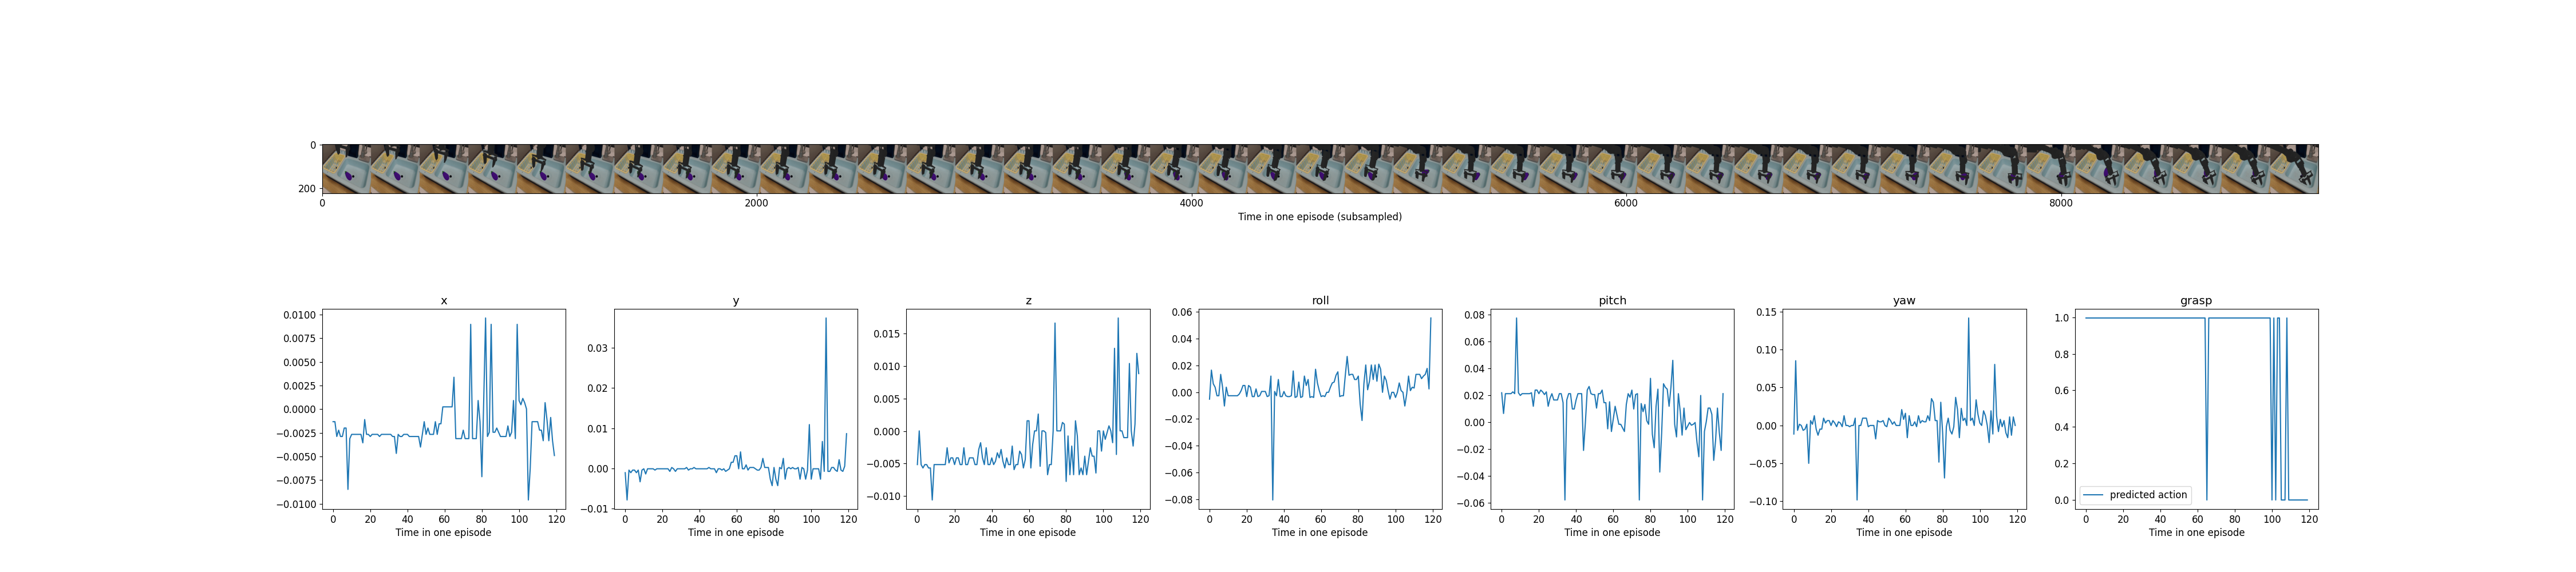 0
200
0 2000 4000 6000 8000
Time in one episode (subsampled)
x
0.0100
0.0075
0.0050
0.0025
0.0000
−0.0025
−0.0050
−0.0075
−0.0100
0 20 40 60 80 100 120
Time in one episode
y
0.03
0.02
0.01
0.00
−0.01
0 20 40 60 80 100 120
Time in one episode
z
0.015
0.010
0.005
0.000
−0.005
−0.010
0 20 40 60 80 100 120
Time in one episode
roll
0.06
0.04
0.02
0.00
−0.02
−0.04
−0.06
−0.08
0 20 40 60 80 100 120
Time in one episode
pitch
0.08
0.06
0.04
0.02
0.00
−0.02
−0.04
−0.06
0 20 40 60 80 100 120
Time in one episode
yaw
0.15
0.10
0.05
0.00
−0.05
−0.10
0 20 40 60 80 100 120
Time in one episode
grasp
1.0
0.8
0.6
0.4
0.2
0.0
predicted action
0 20 40 60 80 100 120
Time in one episode